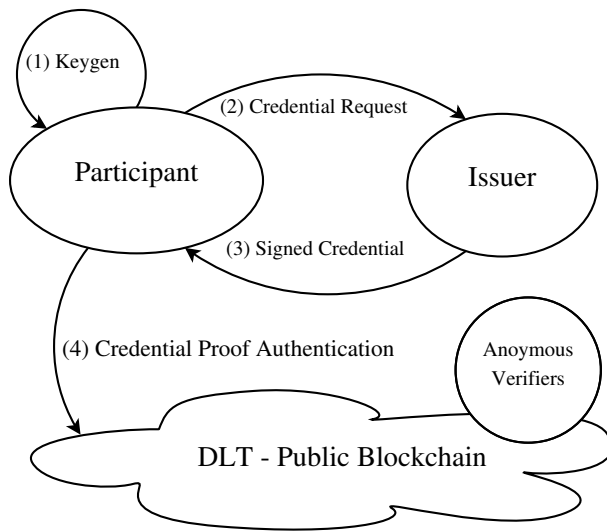 (1) Keygen
(2) Credential Request
Participant
Issuer
(3) Signed Credential
(4) Credential Proof Authentication
Anoymous
Verifiers
DLT - Public Blockchain